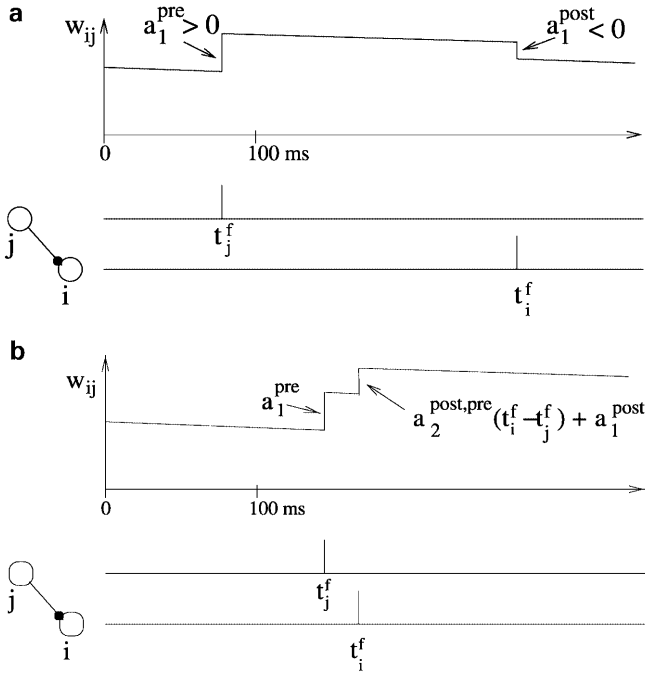 a
w_ij
a_1^pre > 0
a_1^post < 0
0
100 ms
j
t_j^f
i
t_i^f
b
w_ij
a_1^pre
a_2^post,pre (t_i^f – t_j^f) + a_1^post
0
100 ms
j
t_j^f
i
t_i^f